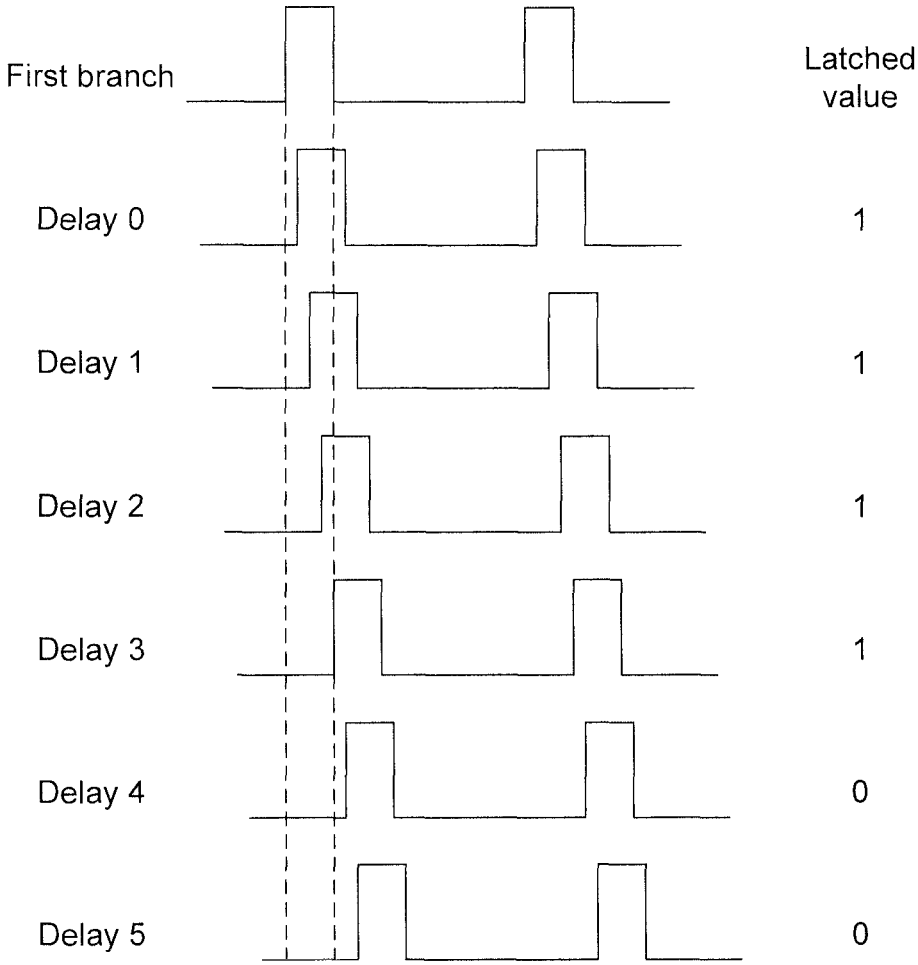 First branch
Latched
value
Delay 0 1
Delay 1 1
Delay 2 1
Delay 3 1
Delay 4 0
Delay 5 0